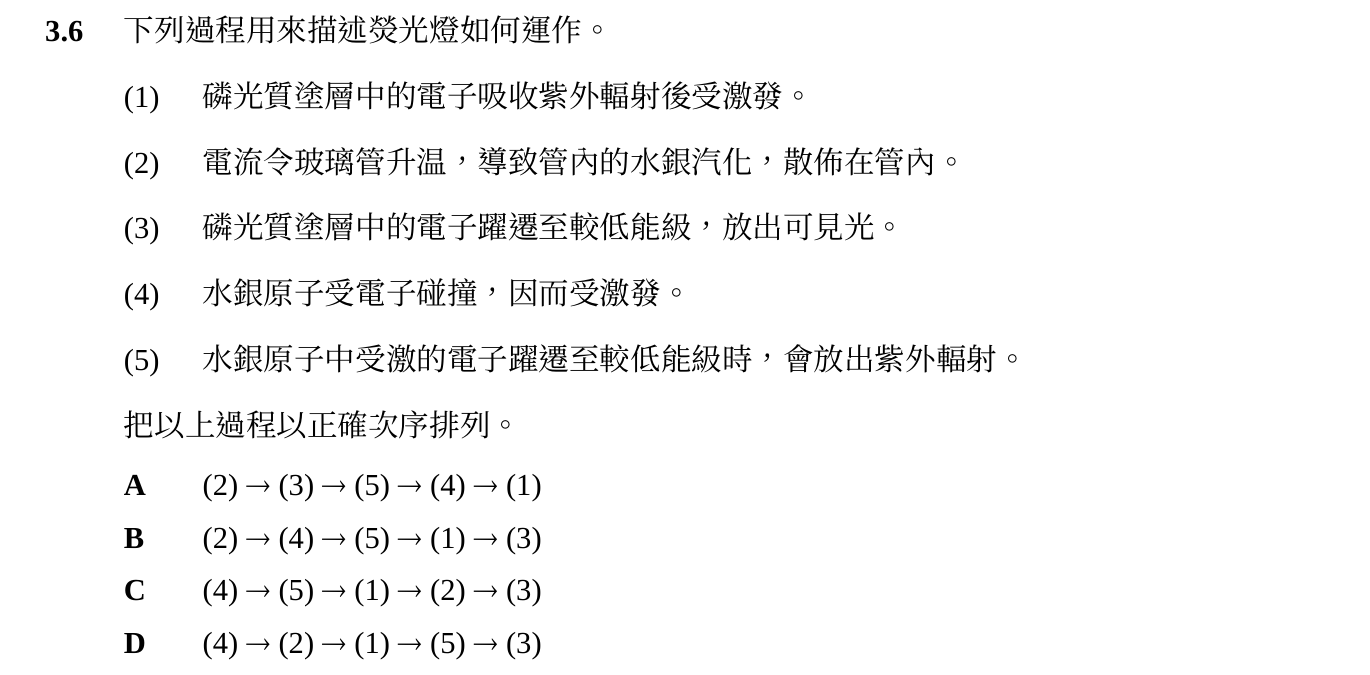 3.6 下列過程用來描述熒光燈如何運作。
(1) 磷光質塗層中的電子吸收紫外輻射後受激發。
(2) 電流令玻璃管升温，導致管內的水銀汽化，散佈在管內。
(3) 磷光質塗層中的電子躍遷至較低能級，放出可見光。
(4) 水銀原子受電子碰撞，因而受激發。
(5) 水銀原子中受激的電子躍遷至較低能級時，會放出紫外輻射。
把以上過程以正確次序排列。
A (2) → (3) → (5) → (4) → (1)
B (2) → (4) → (5) → (1) → (3)
C (4) → (5) → (1) → (2) → (3)
D (4) → (2) → (1) → (5) → (3)